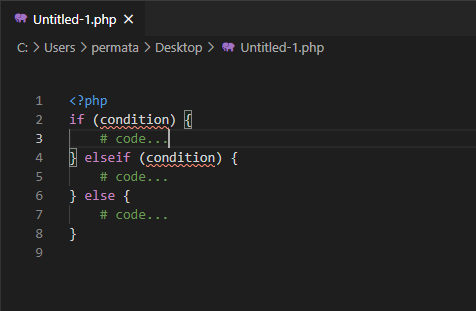 Untitled-1.php ×
C: > Users > permata > Desktop > Untitled-1.php
1 <?php
2 if (condition) {
3     # code...
4 } elseif (condition) {
5     # code...
6 } else {
7     # code...
8 }
9